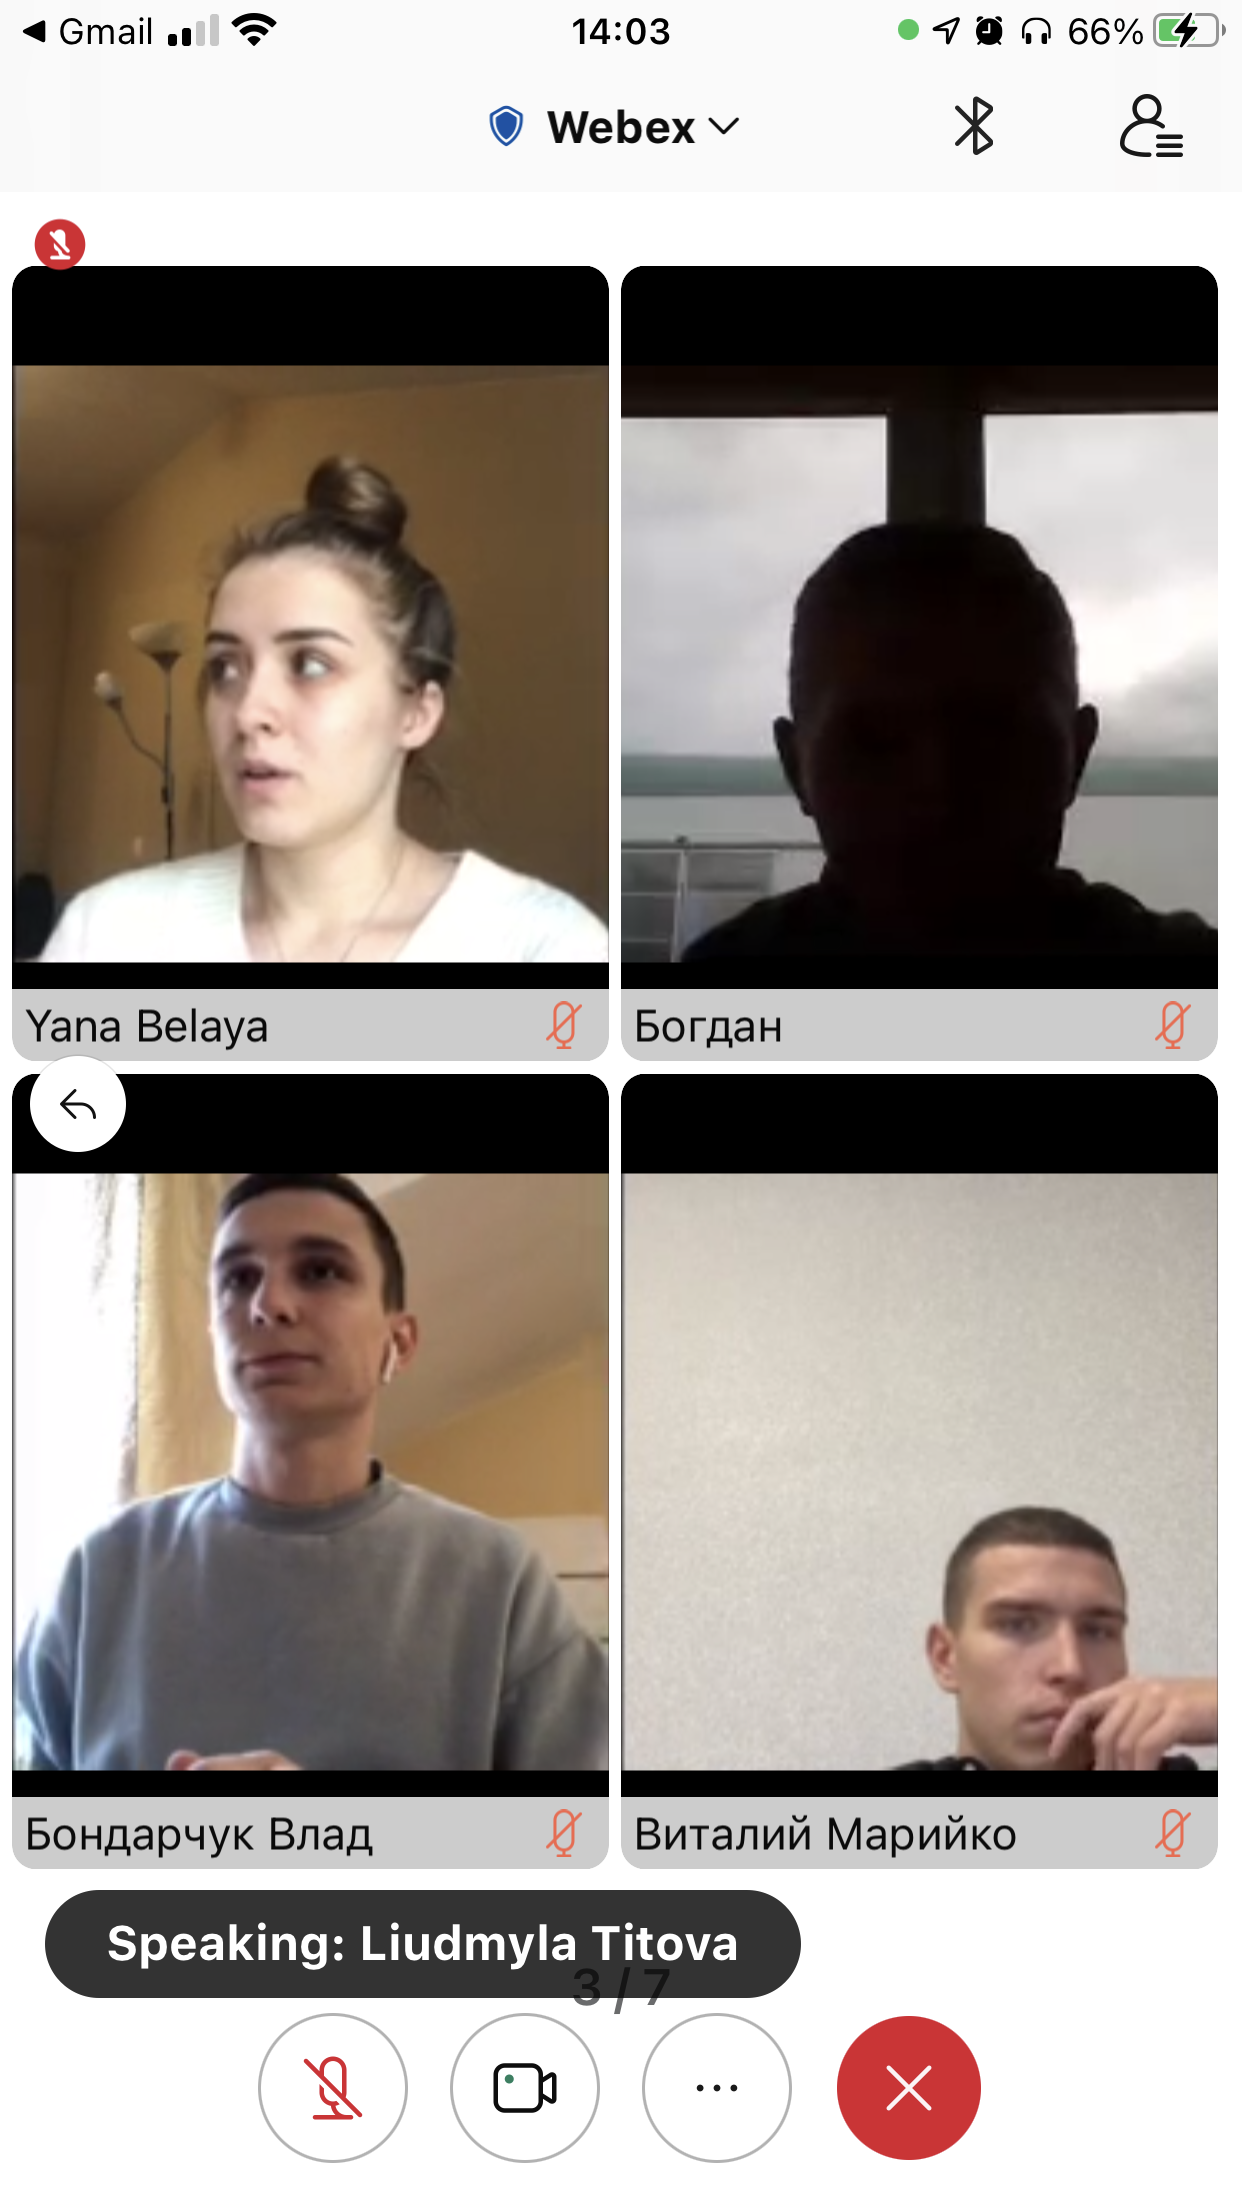 Gmail
14:03
66%
Webex
Yana Belaya
Богдан
Бондарчук Влад
Виталий Марийко
Speaking: Liudmyla Titova
3 / 7